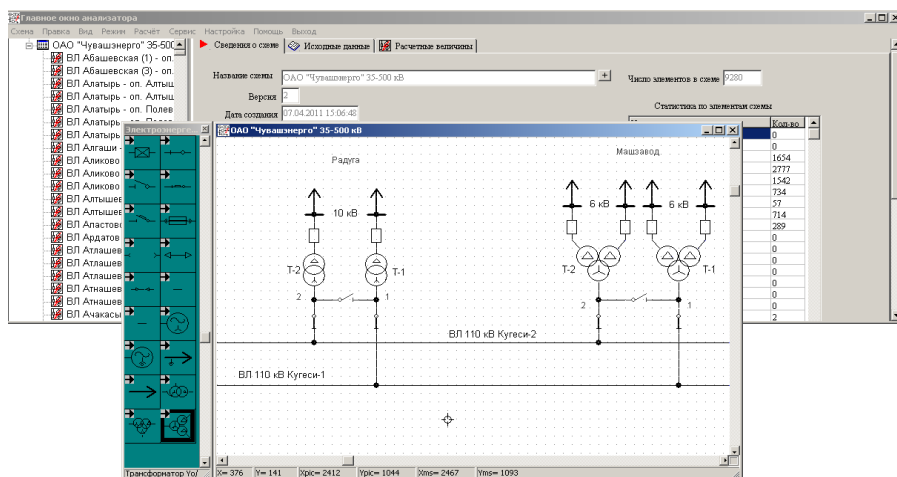 Главное окно анализатора
Схема Правка Вид Режим Расчёт Сервис Настройка Помощь Выход
ОАО "Чувашэнерго" 35-500
ВЛ Абашевская (1) - оп.
ВЛ Абашевская (3) - оп.
ВЛ Алатырь - оп. Алтыш
ВЛ Алатырь - оп. Полев
ВЛ Алатырь
ВЛ Алатырь
ВЛ Алгаши -
ВЛ Аликово
ВЛ Аликово
ВЛ Аликово
ВЛ Алтышев
ВЛ Алтышев
ВЛ Апастово
ВЛ Ардатов
ВЛ Атлашев
ВЛ Атлашев
ВЛ Атлашев
ВЛ Атнашев
ВЛ Атнашев
ВЛ Ачакасы
Сведения о схеме
Исходные данные
Расчетные величины
Название схемы
ОАО "Чувашэнерго" 35-500 кВ
+
Число элементов в схеме
9280
Версия
2
Дата создания
07.04.2011 15:06:48
Статистика по элементам схемы
Кол-во
0
0
1654
2777
1542
734
57
714
289
0
0
0
0
0
0
0
2
Электроэнерге...
Трансформатор Yo/
ОАО "Чувашэнерго" 35-500 кВ
Радуга
Машзавод
10 кВ
6 кВ
6 кВ
Т-2
Т-1
Т-2
Т-1
2
1
2
1
ВЛ 110 кВ Кугеси-2
ВЛ 110 кВ Кугеси-1
X= 376
Y= 141
Xpic= 2412
Ypic= 1044
Xms= 2467
Yms= 1093